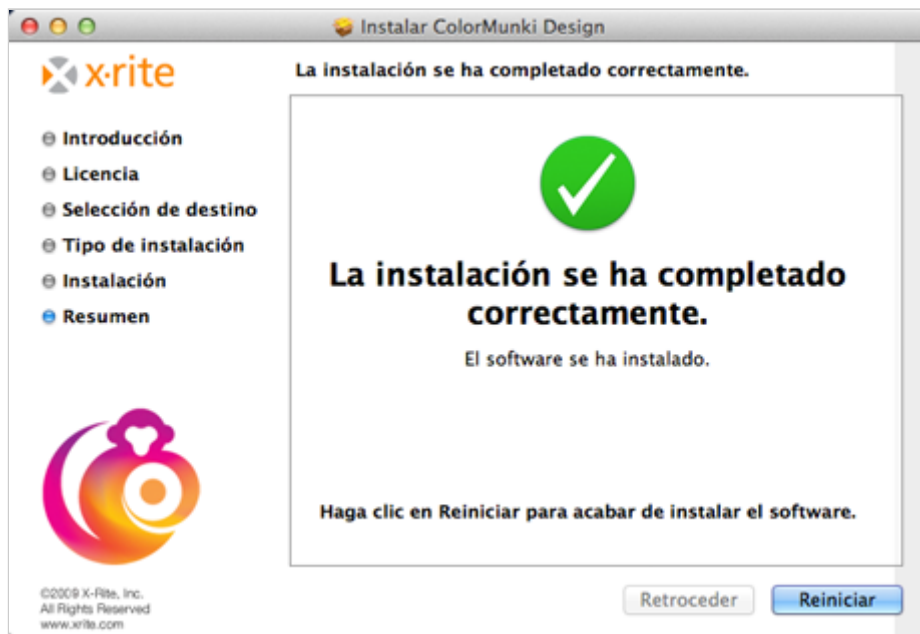 Instalar ColorMunki Design
x·rite
La instalación se ha completado correctamente.
Introducción
Licencia
Selección de destino
Tipo de instalación
Instalación
Resumen
La instalación se ha completado
correctamente.
El software se ha instalado.
Haga clic en Reiniciar para acabar de instalar el software.
©2009 X-Rite, Inc.
All Rights Reserved
www.xrite.com
Retroceder
Reiniciar